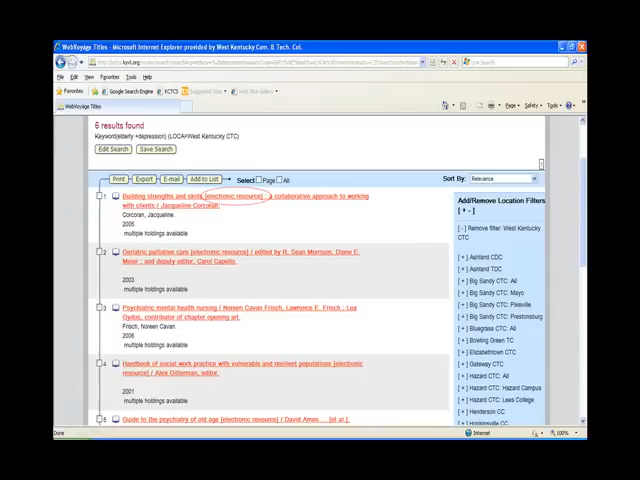 WebVoyage Titles - Microsoft Internet Explorer provided by West Kentucky Com. & Tech. Col.
Live Search
File Edit View Favorites Tools Help
Favorites Google Search Engine KCTCS Suggested Sites Web Slice Gallery
WebVoyage Titles
Page Safety Tools
6 results found
Keyword(elderly +depression) (LOCA=West Kentucky CTC)
Edit Search Save Search
Print Export E-mail Add to List Select Page All Sort By: Relevance
1 Building strengths and skills [electronic resource] : a collaborative approach to working
with clients / Jacqueline Corcoran.
Corcoran, Jacqueline.
2005
multiple holdings available
2 Geriatric palliative care [electronic resource] / edited by R. Sean Morrison, Diane E.
Meier ; and deputy editor, Carol Capello.
2003
multiple holdings available
3 Psychiatric mental health nursing / Noreen Cavan Frisch, Lawrence E. Frisch ; Lea
contributor of chapter opening art.
Frisch, Noreen Cavan.
2006
multiple holdings available
4 Handbook of social work practice with vulnerable and resilient populations [electronic
resource] / Alex Gitterman, editor.
2001
multiple holdings available
5 Guide to the psychiatry of old age [electronic resource] / David Ames ... [et al.].
Add/Remove Location Filters
[ + - ]
[ - ] Remove filter: West Kentucky
CTC
[ + ] Ashland CDC
[ + ] Ashland TDC
[ + ] Big Sandy CTC: All
[ + ] Big Sandy CTC: Mayo
[ + ] Big Sandy CTC: Pikeville
[ + ] Big Sandy CTC: Prestonsburg
[ + ] Bluegrass CTC: All
[ + ] Bowling Green TC
[ + ] Elizabethtown CTC
[ + ] Gateway CTC
[ + ] Hazard CTC: All
[ + ] Hazard CTC: Hazard Campus
[ + ] Hazard CTC: Lees College
[ + ] Henderson CC
[ + ] Hopkinsville CC
Done Internet 100%